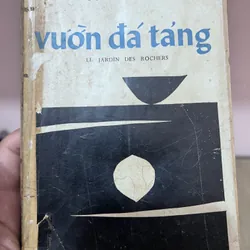 vườn đá tảng
LE JARDIN DES ROCHERS